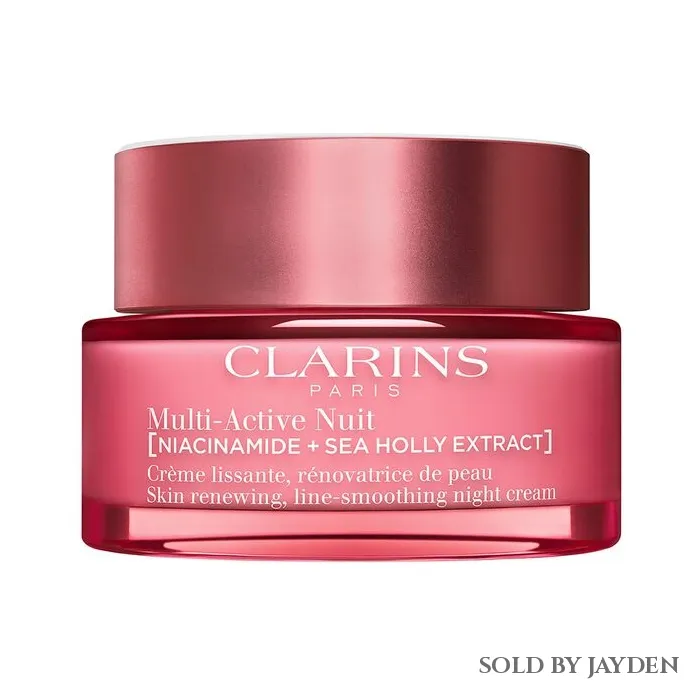 CLARINS
PARIS
Multi-Active Nuit
[NIACINAMIDE + SEA HOLLY EXTRACT]
Crème lissante, rénovatrice de peau
Skin renewing, line-smoothing night cream
SOLD BY JAYDEN